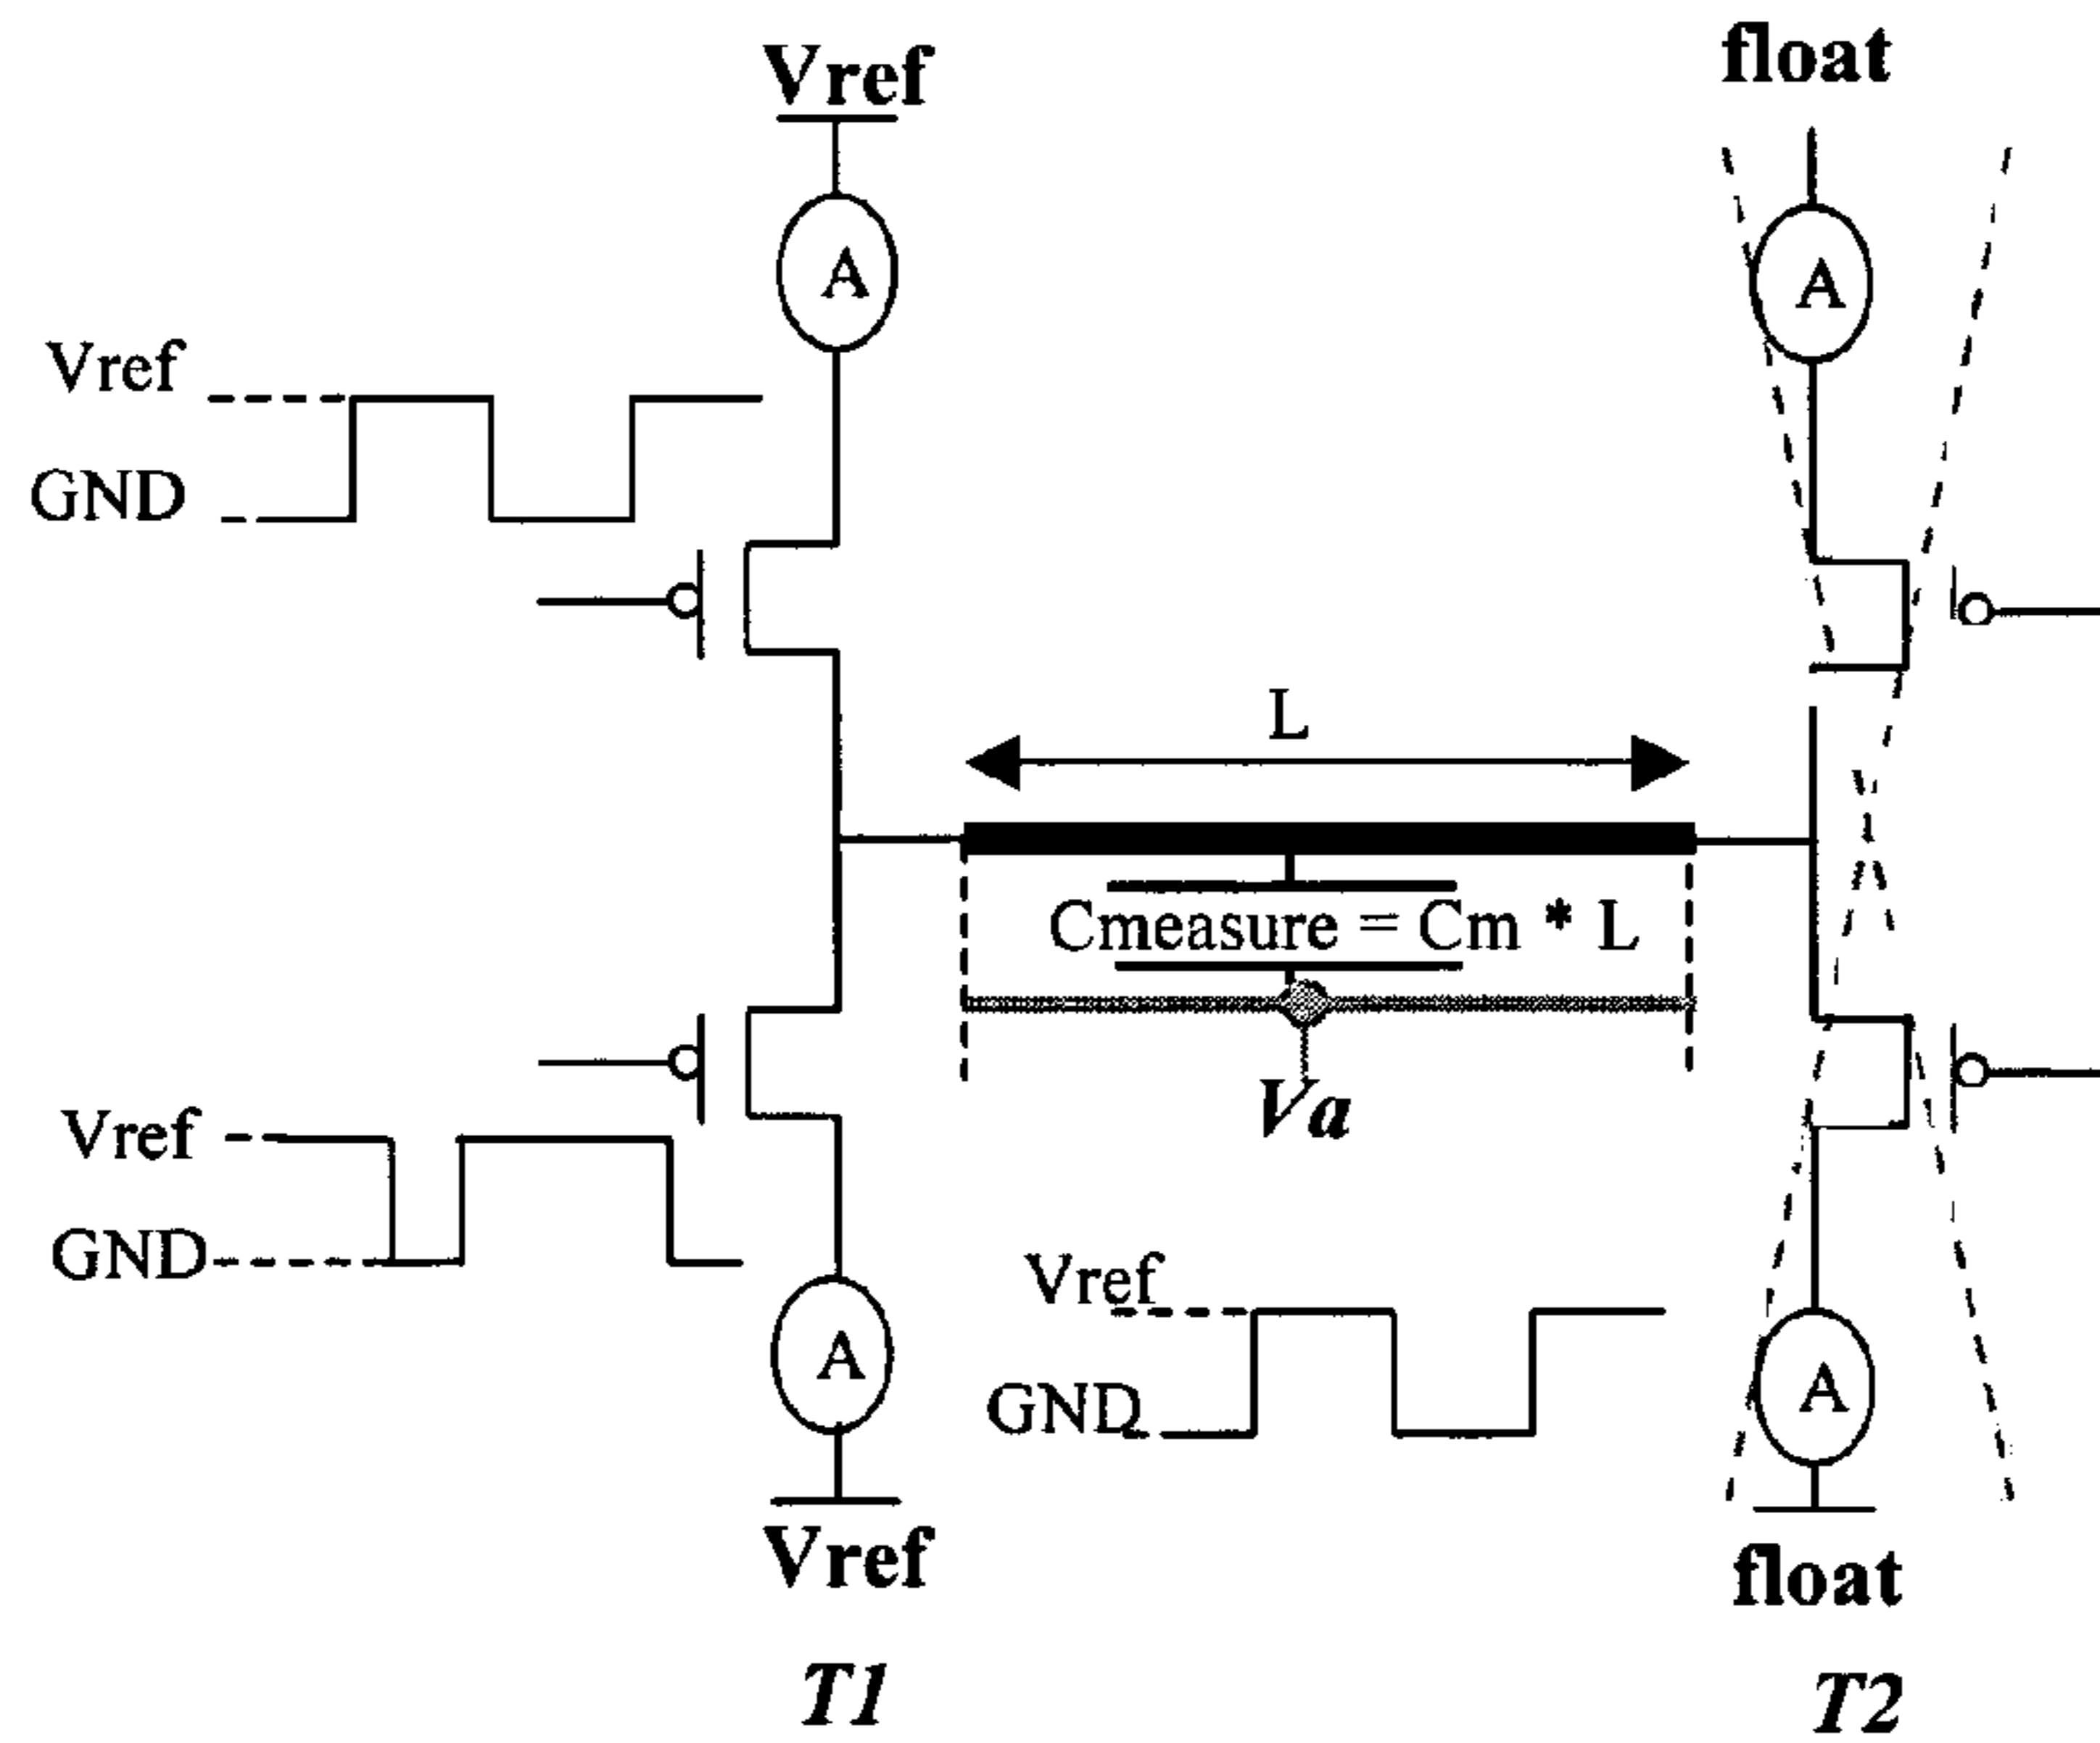 Vref
float
A
A
Vref
GND
L
Cmeasure = Cm * L
Va
Vref
GND
Vref
GND
A
A
Vref
float
T1
T2